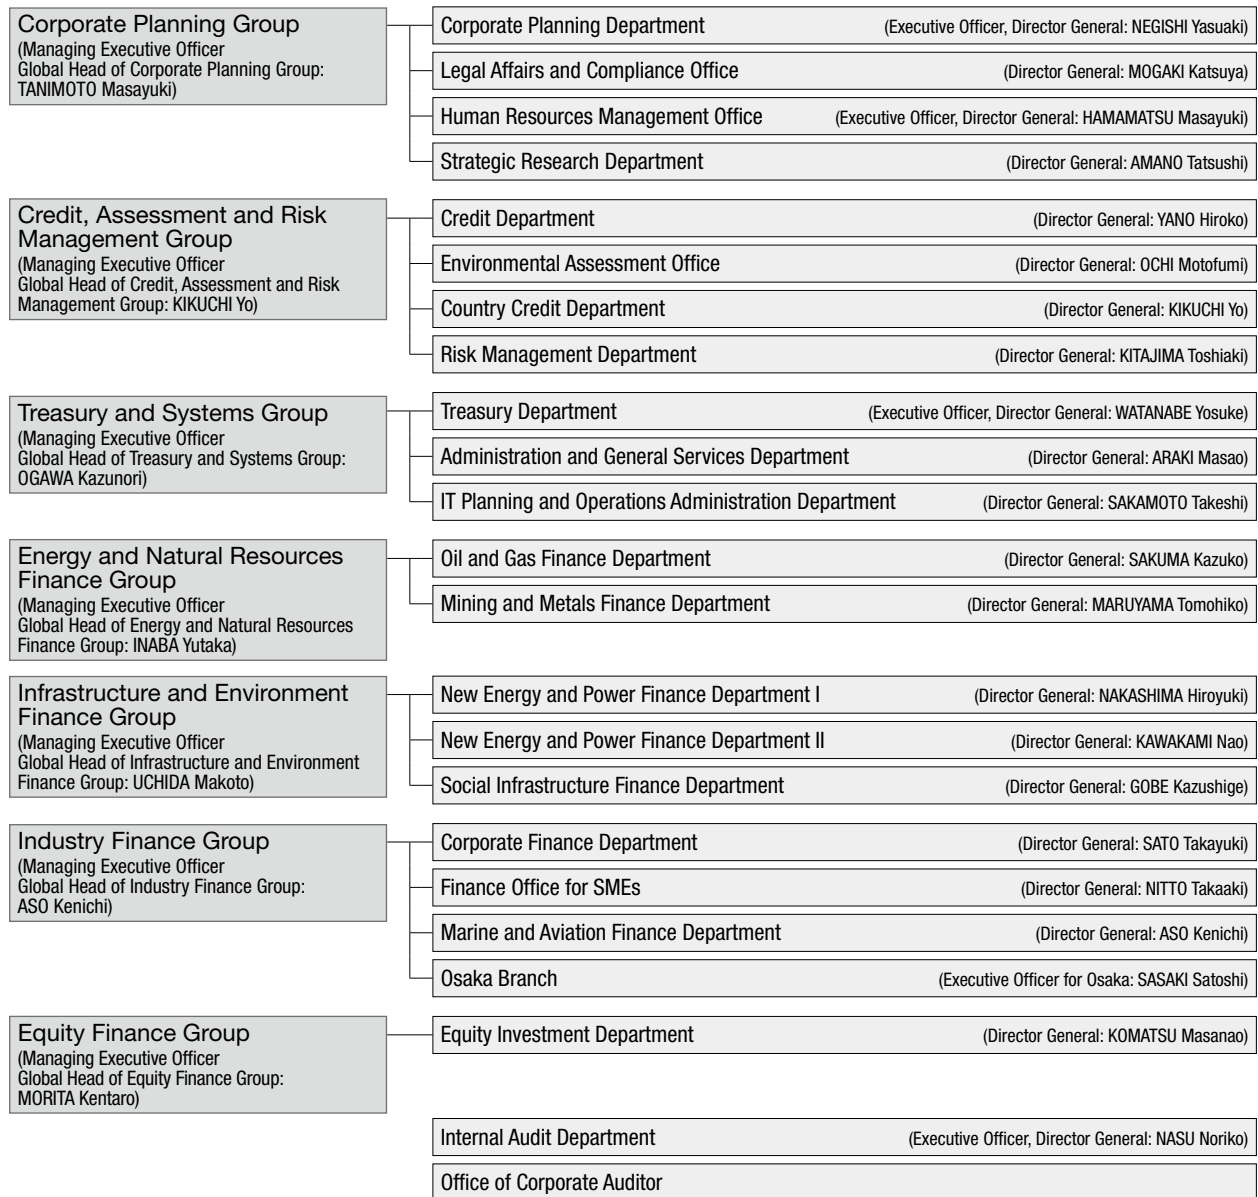 Corporate Planning Group
(Managing Executive Officer
Global Head of Corporate Planning Group:
TANIMOTO Masayuki)
Corporate Planning Department (Executive Officer, Director General: NEGISHI Yasuaki)
Legal Affairs and Compliance Office (Director General: MOGAKI Katsuya)
Human Resources Management Office (Executive Officer, Director General: HAMAMATSU Masayuki)
Strategic Research Department (Director General: AMANO Tatsushi)
Credit, Assessment and Risk
Management Group
(Managing Executive Officer
Global Head of Credit, Assessment and Risk
Management Group: KIKUCHI Yo)
Credit Department (Director General: YANO Hiroko)
Environmental Assessment Office (Director General: OCHI Motofumi)
Country Credit Department (Director General: KIKUCHI Yo)
Risk Management Department (Director General: KITAJIMA Toshiaki)
Treasury and Systems Group
(Managing Executive Officer
Global Head of Treasury and Systems Group:
OGAWA Kazunori)
Treasury Department (Executive Officer, Director General: WATANABE Yosuke)
Administration and General Services Department (Director General: ARAKI Masao)
IT Planning and Operations Administration Department (Director General: SAKAMOTO Takeshi)
Energy and Natural Resources
Finance Group
(Managing Executive Officer
Global Head of Energy and Natural Resources
Finance Group: INABA Yutaka)
Oil and Gas Finance Department (Director General: SAKUMA Kazuko)
Mining and Metals Finance Department (Director General: MARUYAMA Tomohiko)
Infrastructure and Environment
Finance Group
(Managing Executive Officer
Global Head of Infrastructure and Environment
Finance Group: UCHIDA Makoto)
New Energy and Power Finance Department I (Director General: NAKASHIMA Hiroyuki)
New Energy and Power Finance Department II (Director General: KAWAKAMI Nao)
Social Infrastructure Finance Department (Director General: GOBE Kazushige)
Industry Finance Group
(Managing Executive Officer
Global Head of Industry Finance Group:
ASO Kenichi)
Corporate Finance Department (Director General: SATO Takayuki)
Finance Office for SMEs (Director General: NITTO Takaaki)
Marine and Aviation Finance Department (Director General: ASO Kenichi)
Osaka Branch (Executive Officer for Osaka: SASAKI Satoshi)
Equity Finance Group
(Managing Executive Officer
Global Head of Equity Finance Group:
MORITA Kentaro)
Equity Investment Department (Director General: KOMATSU Masanao)
Internal Audit Department (Executive Officer, Director General: NASU Noriko)
Office of Corporate Auditor